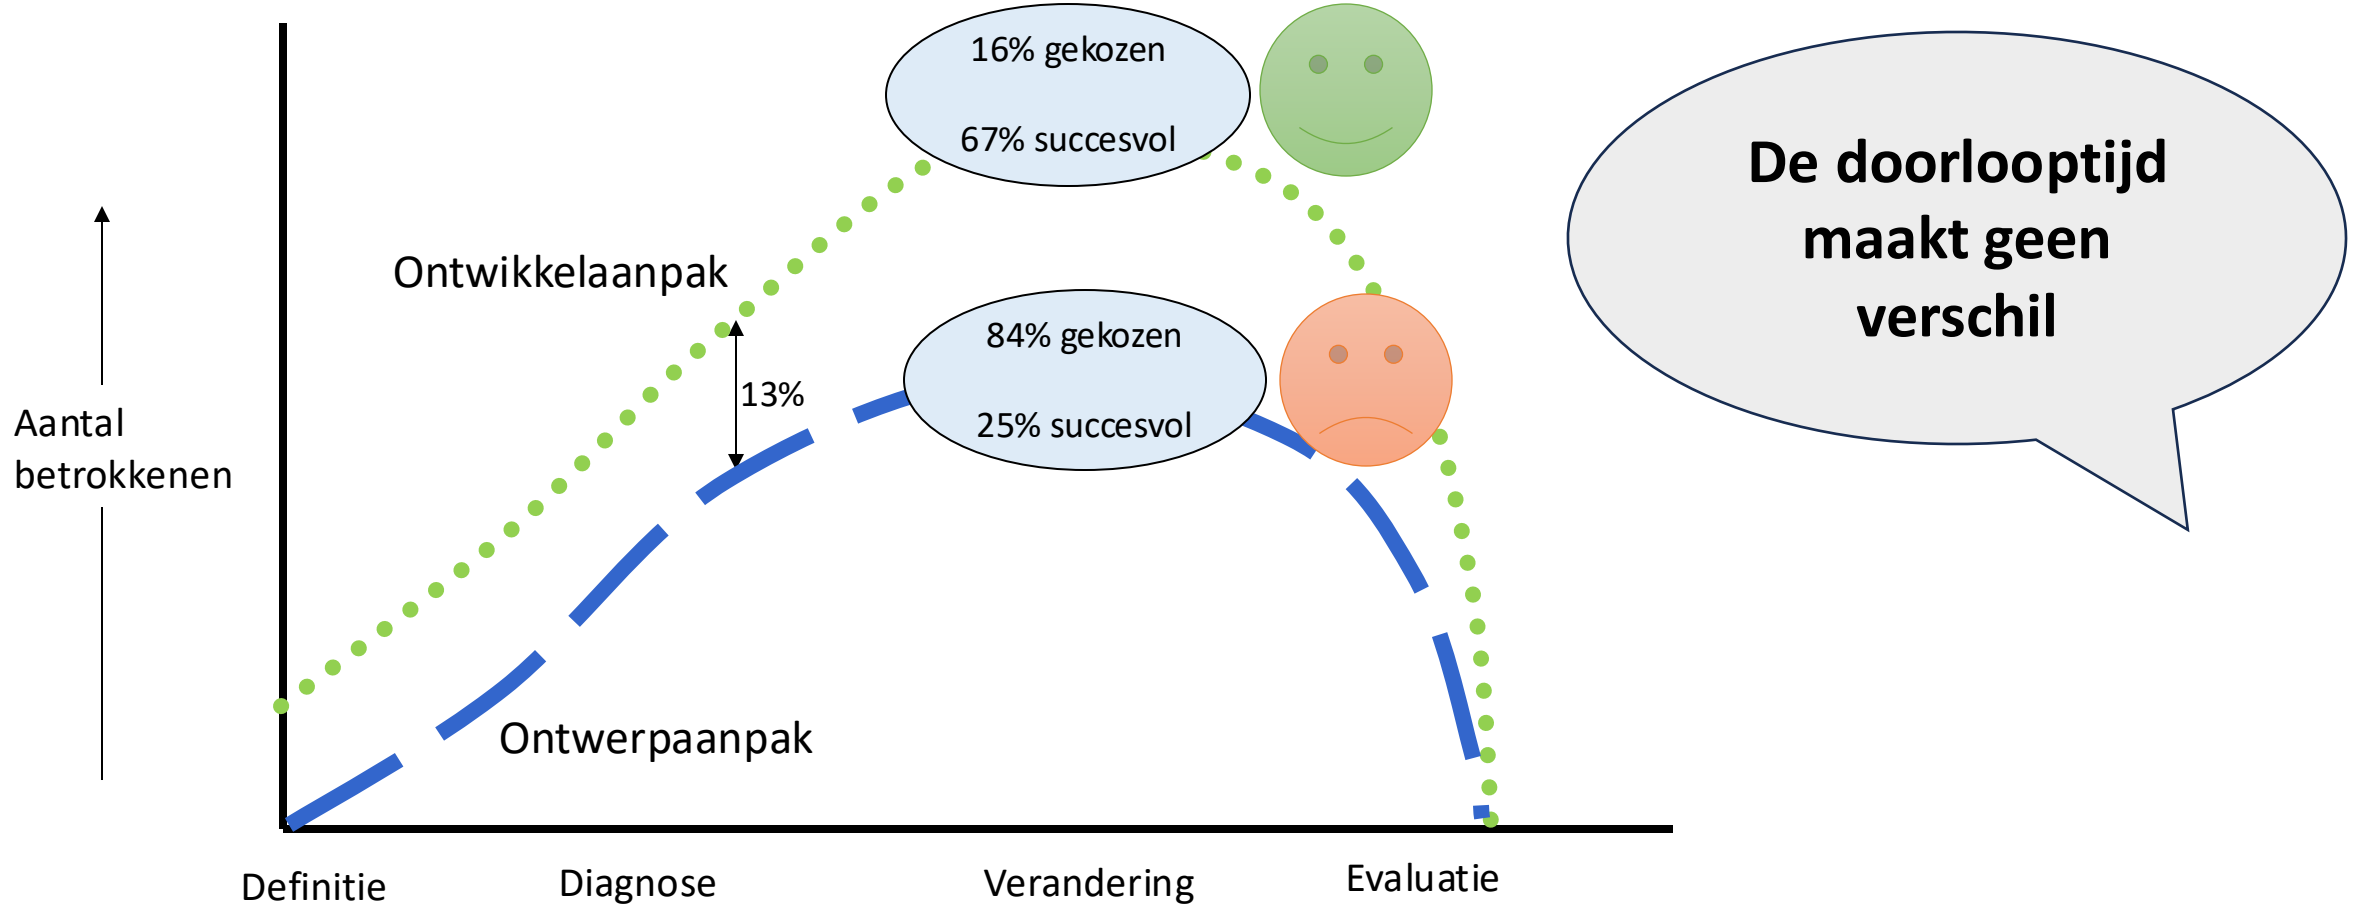 16% gekozen
67% succesvol
De doorlooptijd
maakt geen
verschil
Ontwikkelaanpak
84% gekozen
25% succesvol
13%
Aantal
betrokkenen
Ontwerpaanpak
Definitie
Diagnose
Verandering
Evaluatie